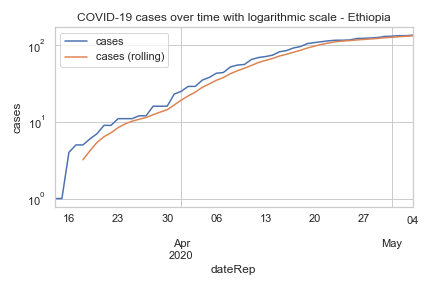 COVID-19 cases over time with logarithmic scale - Ethiopia
cases
cases (rolling)
10²
10¹
10⁰
cases
16 23 30 06 13 20 27 04
Apr May
2020
dateRep